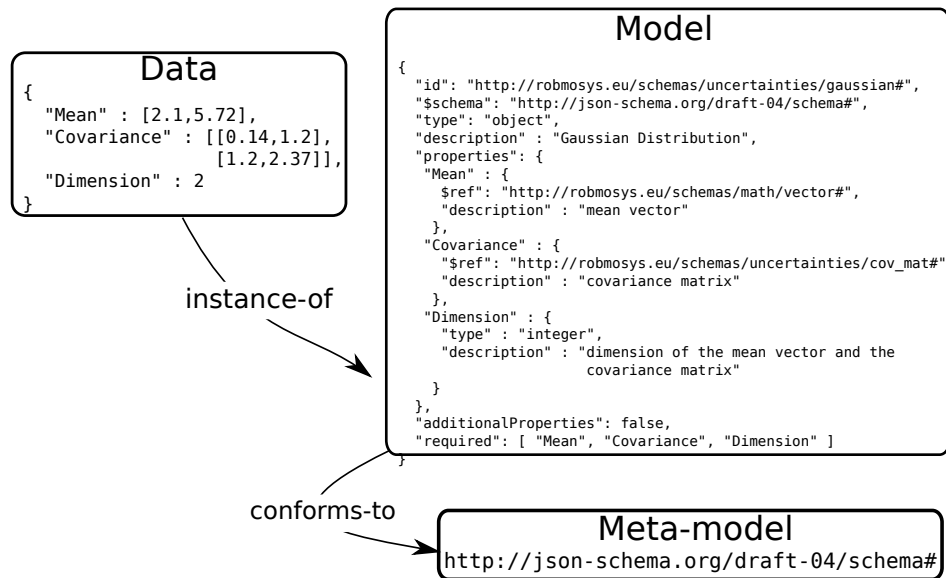 Data
{
  "Mean" : [2.1,5.72],
  "Covariance" : [[0.14,1.2],
                  [1.2,2.37]],
  "Dimension" : 2
}
instance-of
Model
{
  "id": "http://robmosys.eu/schemas/uncertainties/gaussian#",
  "$schema": "http://json-schema.org/draft-04/schema#",
  "type": "object",
  "description" : "Gaussian Distribution",
  "properties": {
   "Mean" : {
     $ref": "http://robmosys.eu/schemas/math/vector#",
     "description" : "mean vector"
    },
   "Covariance" : {
     "$ref": "http://robmosys.eu/schemas/uncertainties/cov_mat#"
     "description" : "covariance matrix"
    },
   "Dimension" : {
     "type" : "integer",
     "description" : "dimension of the mean vector and the
                      covariance matrix"
    }
  },
  "additionalProperties": false,
  "required": [ "Mean", "Covariance", "Dimension" ]
}
conforms-to
Meta-model
http://json-schema.org/draft-04/schema#